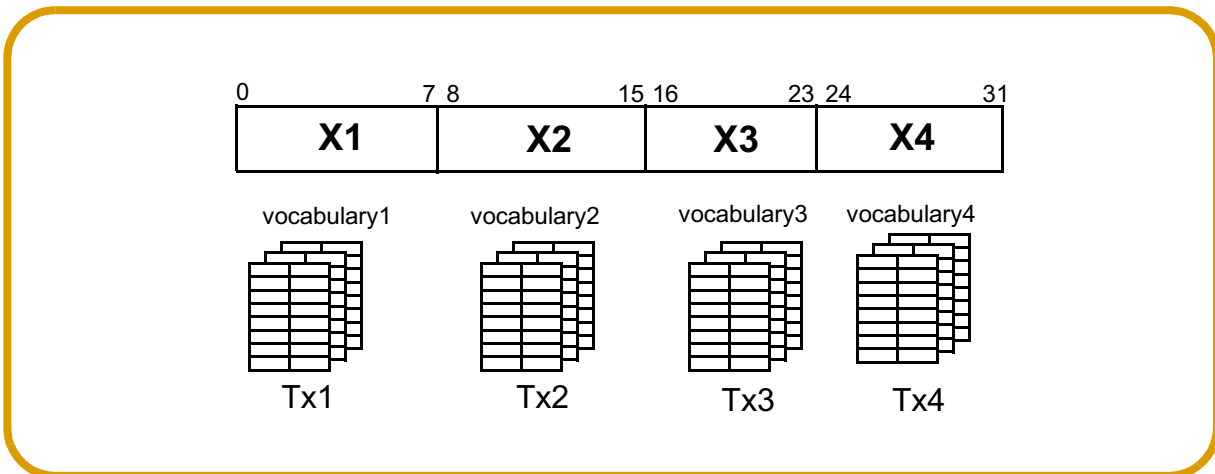 0 7 8 15 16 23 24 31
X1 X2 X3 X4
vocabulary1 vocabulary2 vocabulary3 vocabulary4
Tx1 Tx2 Tx3 Tx4